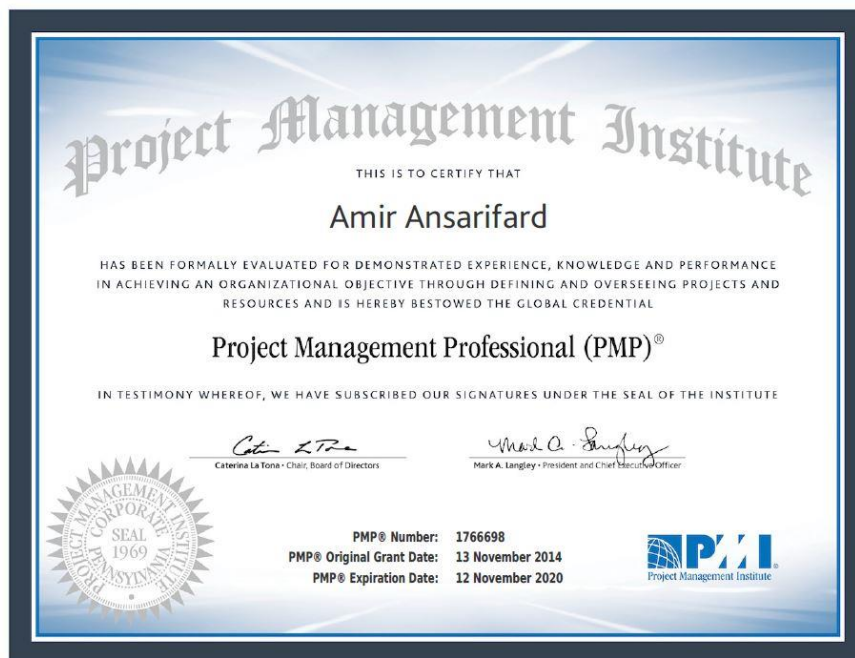 Project Management Institute
THIS IS TO CERTIFY THAT
Amir Ansarifard
HAS BEEN FORMALLY EVALUATED FOR DEMONSTRATED EXPERIENCE, KNOWLEDGE AND PERFORMANCE
IN ACHIEVING AN ORGANIZATIONAL OBJECTIVE THROUGH DEFINING AND OVERSEEING PROJECTS AND
RESOURCES AND IS HEREBY BESTOWED THE GLOBAL CREDENTIAL
Project Management Professional (PMP)®
IN TESTIMONY WHEREOF, WE HAVE SUBSCRIBED OUR SIGNATURES UNDER THE SEAL OF THE INSTITUTE
Caterina La Tona • Chair, Board of Directors
Mark A. Langley • President and Chief Executive Officer
PROJECT MANAGEMENT INSTITUTE
CORPORATE
SEAL
1969
PENNSYLVANIA
PMP® Number: 1766698
PMP® Original Grant Date: 13 November 2014
PMP® Expiration Date: 12 November 2020
PMI®
Project Management Institute